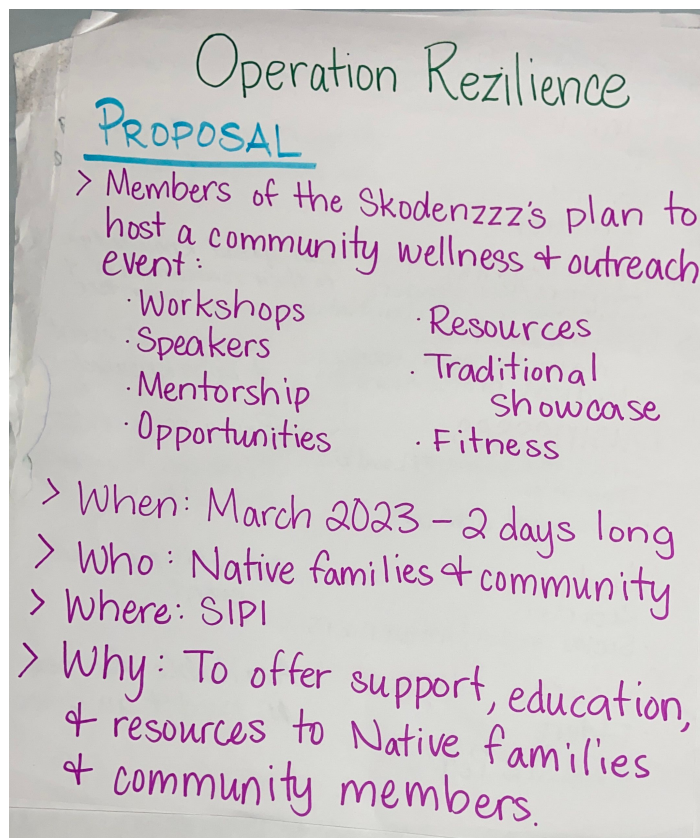 Operation Rezilience
PROPOSAL
> Members of the Skodenzzz's plan to
host a community wellness & outreach
event:
· Workshops
· Speakers
· Mentorship
· Opportunities
· Resources
· Traditional
Showcase
· Fitness
> When: March 2023 - 2 days long
> Who: Native families & community
> Where: SIPI
> Why: To offer support, education,
& resources to Native families
& community members.